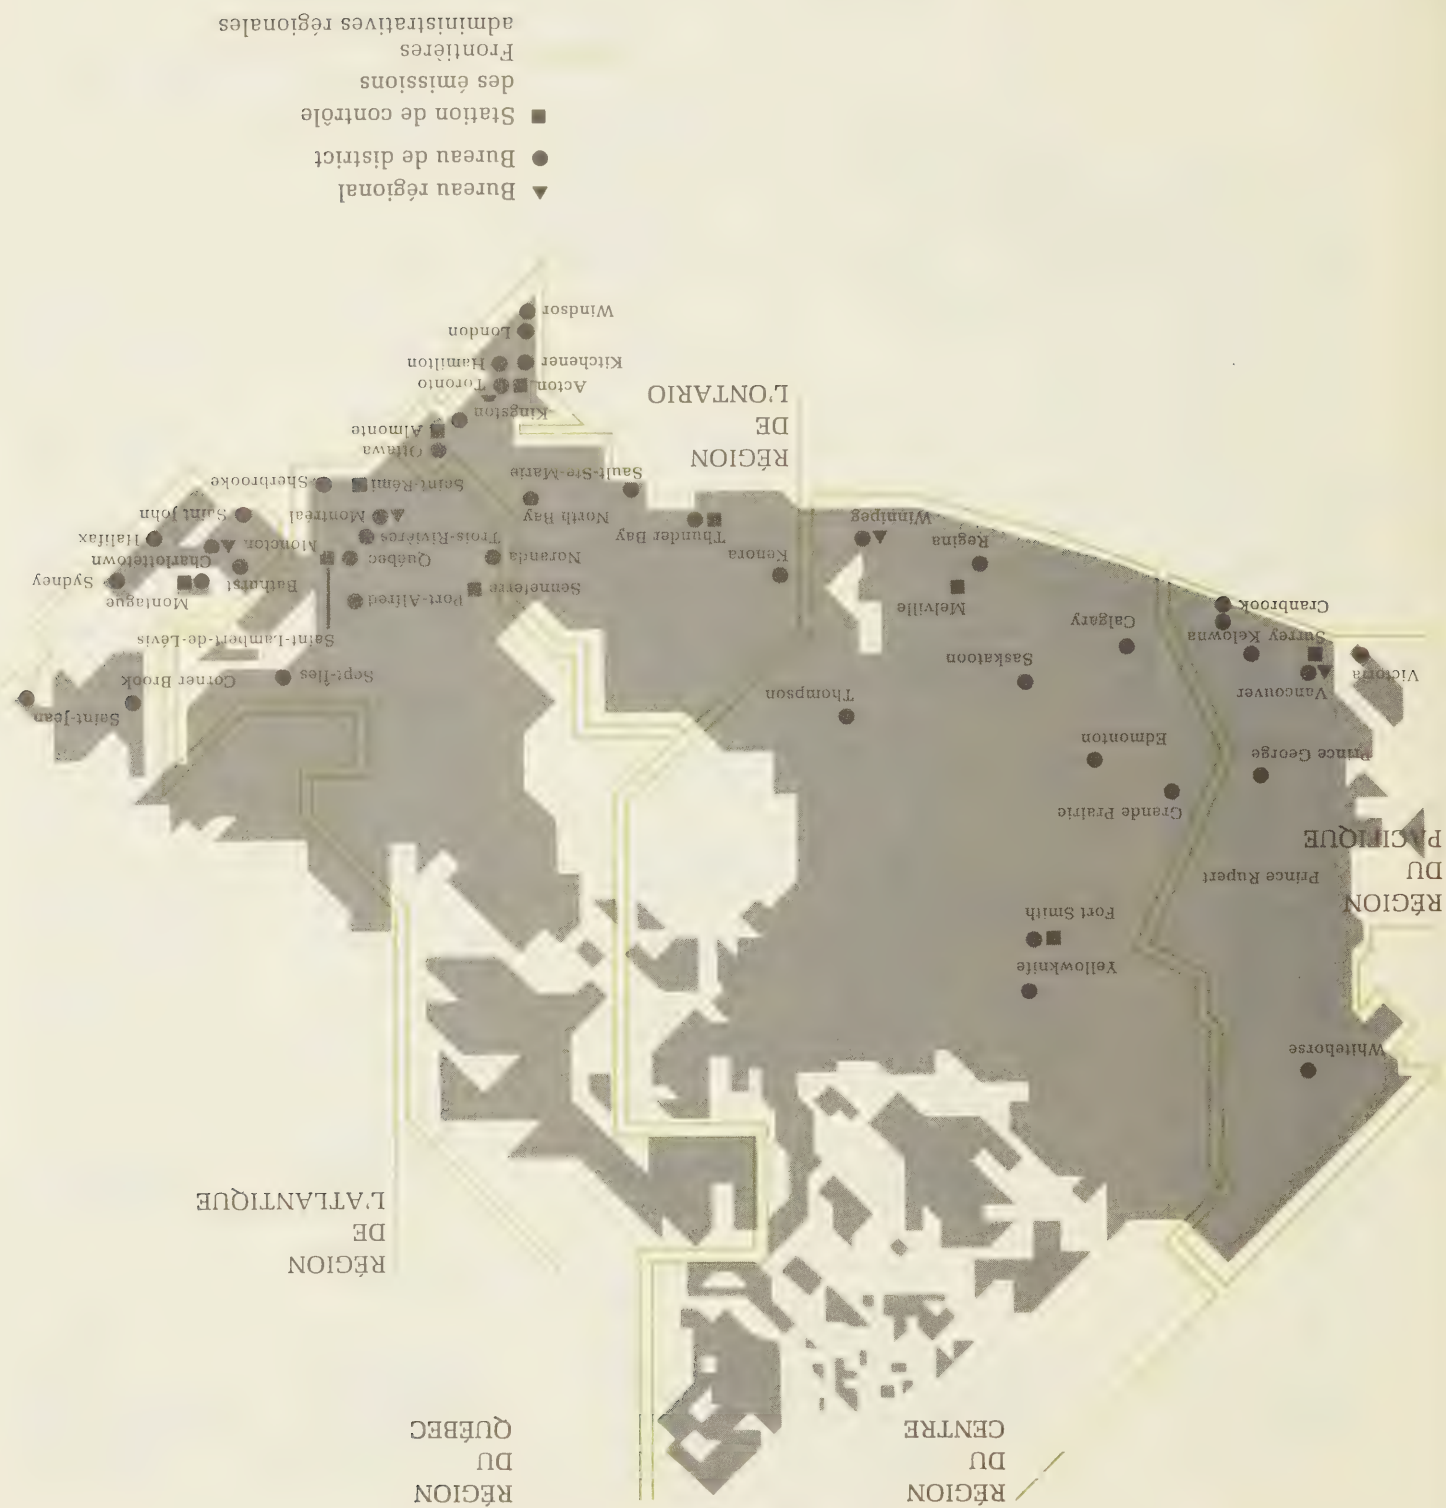 RÉGION
DU
CENTRE
RÉGION
DU
QUÉBEC
RÉGION
DE
L'ATLANTIQUE
Whitehorse
Yellowknife
Fort Smith
RÉGION
DU
PACIFIQUE
Prince Rupert
Grande Prairie
Prince George
Edmonton
Thompson
Saint-Jean
Vancouver
Victoria
Saskatoon
Sept-Îles
Corner Brook
Surrey
Kelowna
Calgary
Saint-Lambert-de-Lévis
Cranbrook
Melville
Port-Alfred
Montague
Senneterre
Bathurst
Sydney
Kenora
Noranda
Québec
Charlottetown
Regina
Thunder Bay
Trois-Rivières
Moncton
Halifax
Winnipeg
North Bay
Montréal
Saint John
Saint-Rémi
Sherbrooke
Sault-Ste-Marie
RÉGION
DE
L'ONTARIO
Ottawa
Almonte
Kingston
Acton
Toronto
Kitchener
Hamilton
London
Windsor
Bureau régional
Bureau de district
Station de contrôle
des émissions
Frontières
administratives régionales